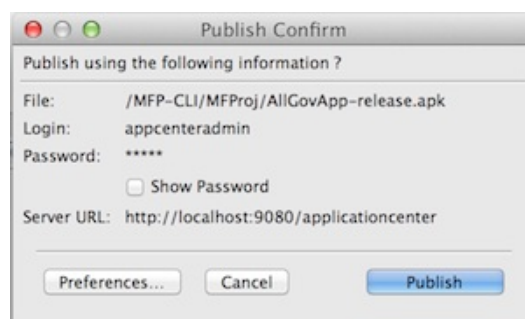 Publish Confirm
Publish using the following information ?
File: /MFP-CLI/MFProj/AllGovApp-release.apk
Login: appcenteradmin
Password: *****
Show Password
Server URL: http://localhost:9080/applicationcenter
Preferences... Cancel Publish